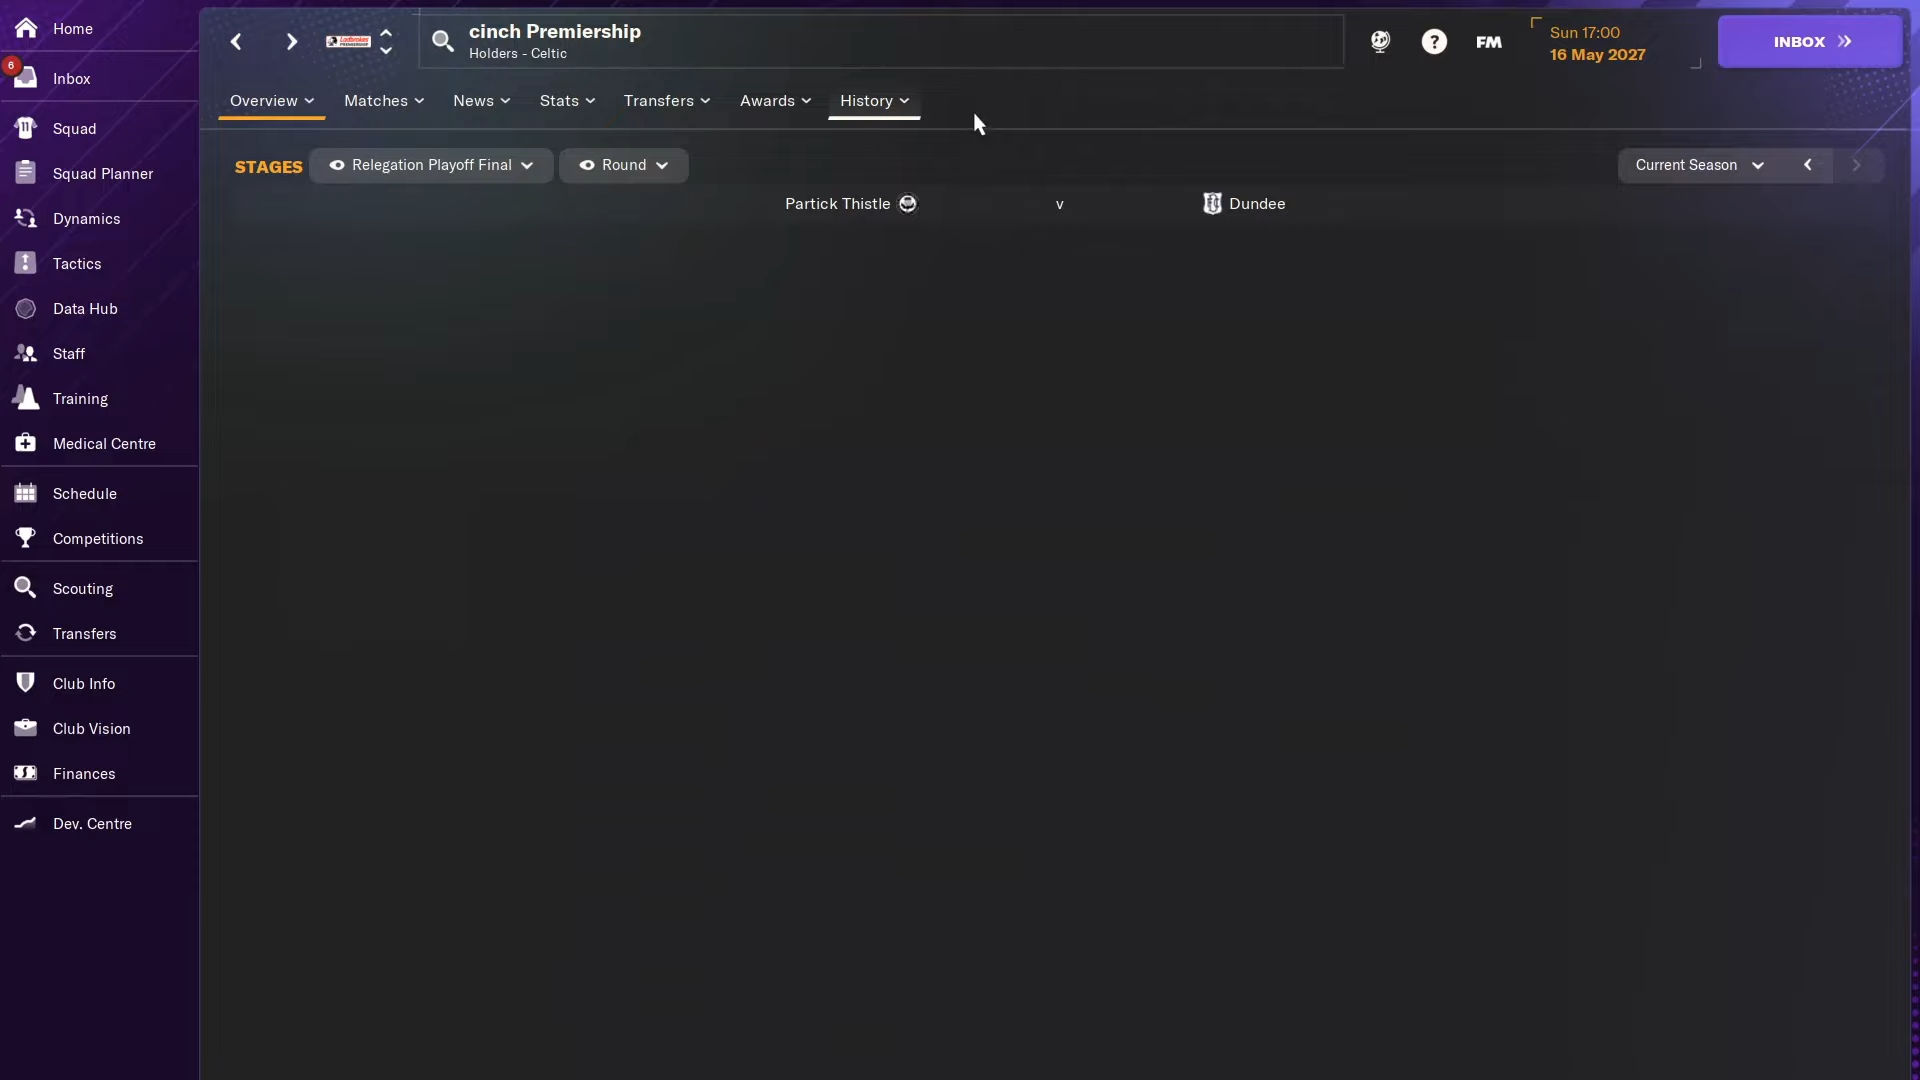 Home
6
Inbox
Squad
Squad Planner
Dynamics
Tactics
Data Hub
Staff
Training
Medical Centre
Schedule
Competitions
Scouting
Transfers
Club Info
Club Vision
Finances
Dev. Centre
cinch Premiership
Holders - Celtic
?
FM
Sun 17:00
16 May 2027
INBOX
Overview
Matches
News
Stats
Transfers
Awards
History
STAGES
Relegation Playoff Final
Round
Current Season
Partick Thistle v Dundee